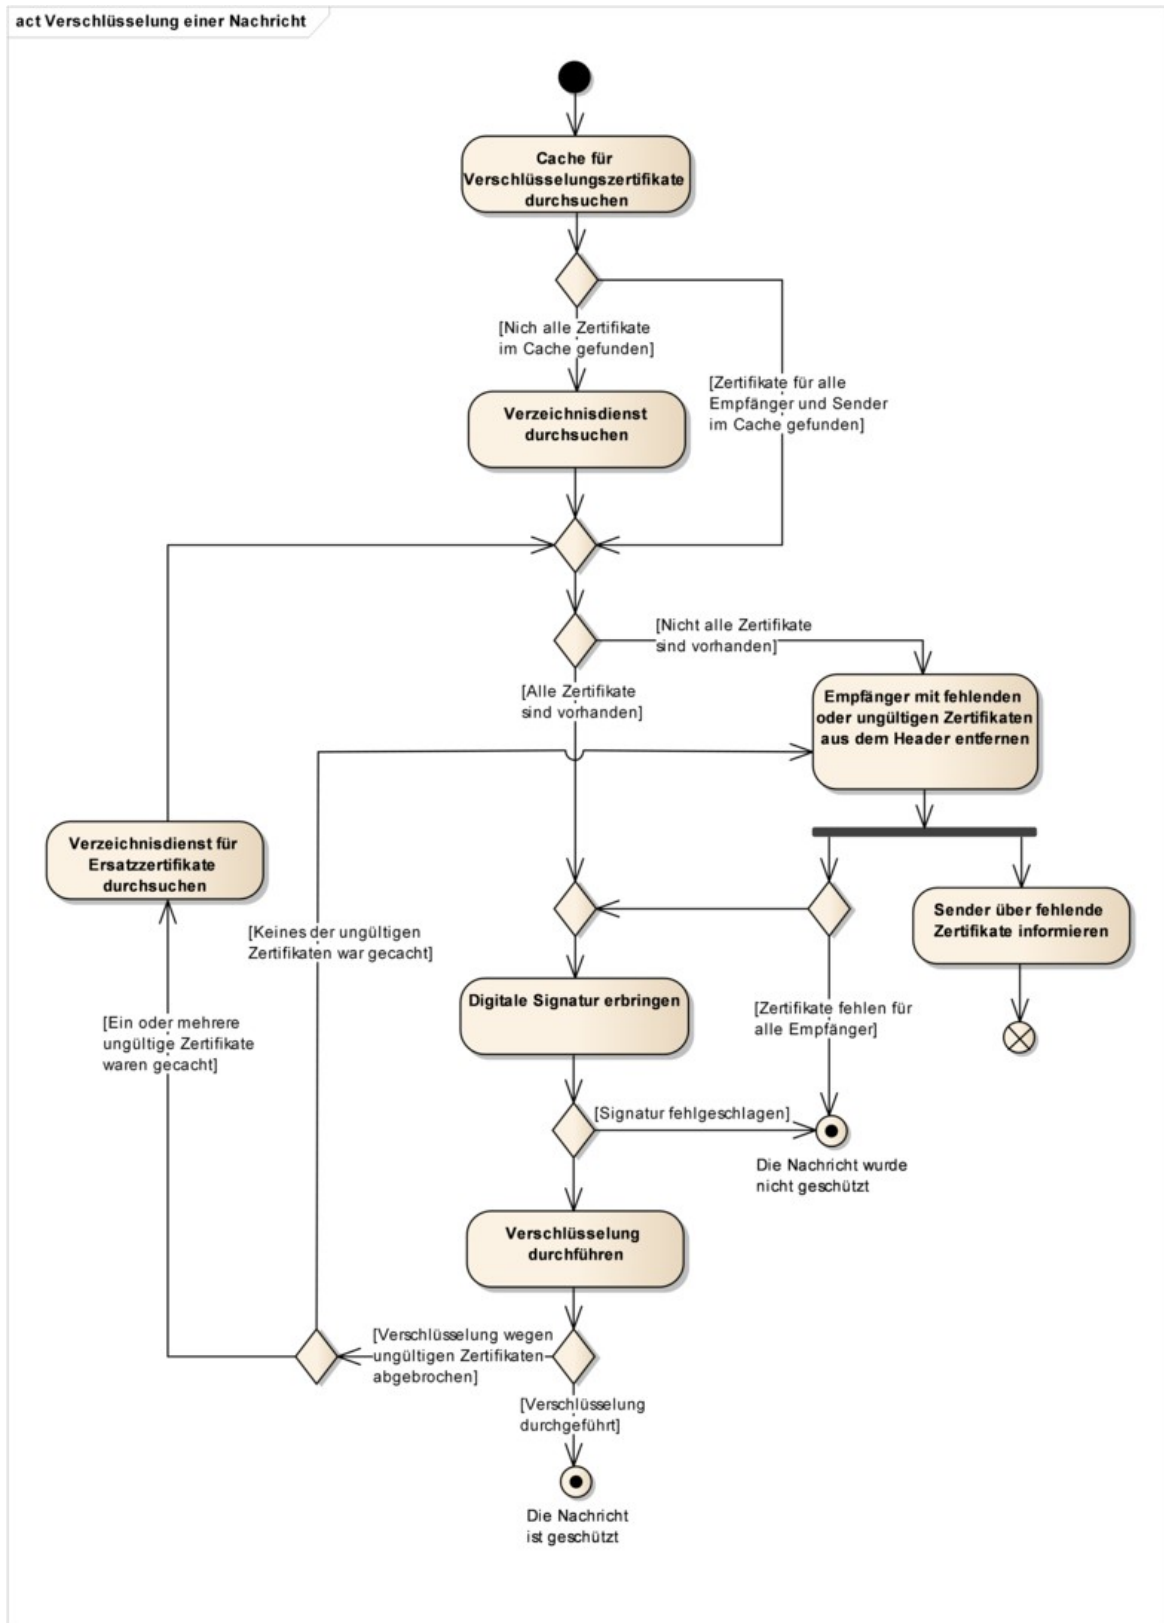 act Verschlüsselung einer Nachricht
Cache für
Verschlüsselungszertifikate
durchsuchen
[Nich alle Zertifikate
im Cache gefunden]
[Zertifikate für alle
Empfänger und Sender
im Cache gefunden]
Verzeichnisdienst
durchsuchen
[Nicht alle Zertifikate
sind vorhanden]
[Alle Zertifikate
sind vorhanden]
Empfänger mit fehlenden
oder ungültigen Zertifikaten
aus dem Header entfernen
Verzeichnisdienst für
Ersatzzertifikate
durchsuchen
Sender über fehlende
Zertifikate informieren
[Keines der ungültigen
Zertifikaten war gecacht]
Digitale Signatur erbringen
[Zertifikate fehlen für
alle Empfänger]
[Ein oder mehrere
ungültige Zertifikate
waren gecacht]
[Signatur fehlgeschlagen]
Die Nachricht wurde
nicht geschützt
Verschlüsselung
durchführen
[Verschlüsselung wegen
ungültigen Zertifikaten
abgebrochen]
[Verschlüsselung
durchgeführt]
Die Nachricht
ist geschützt